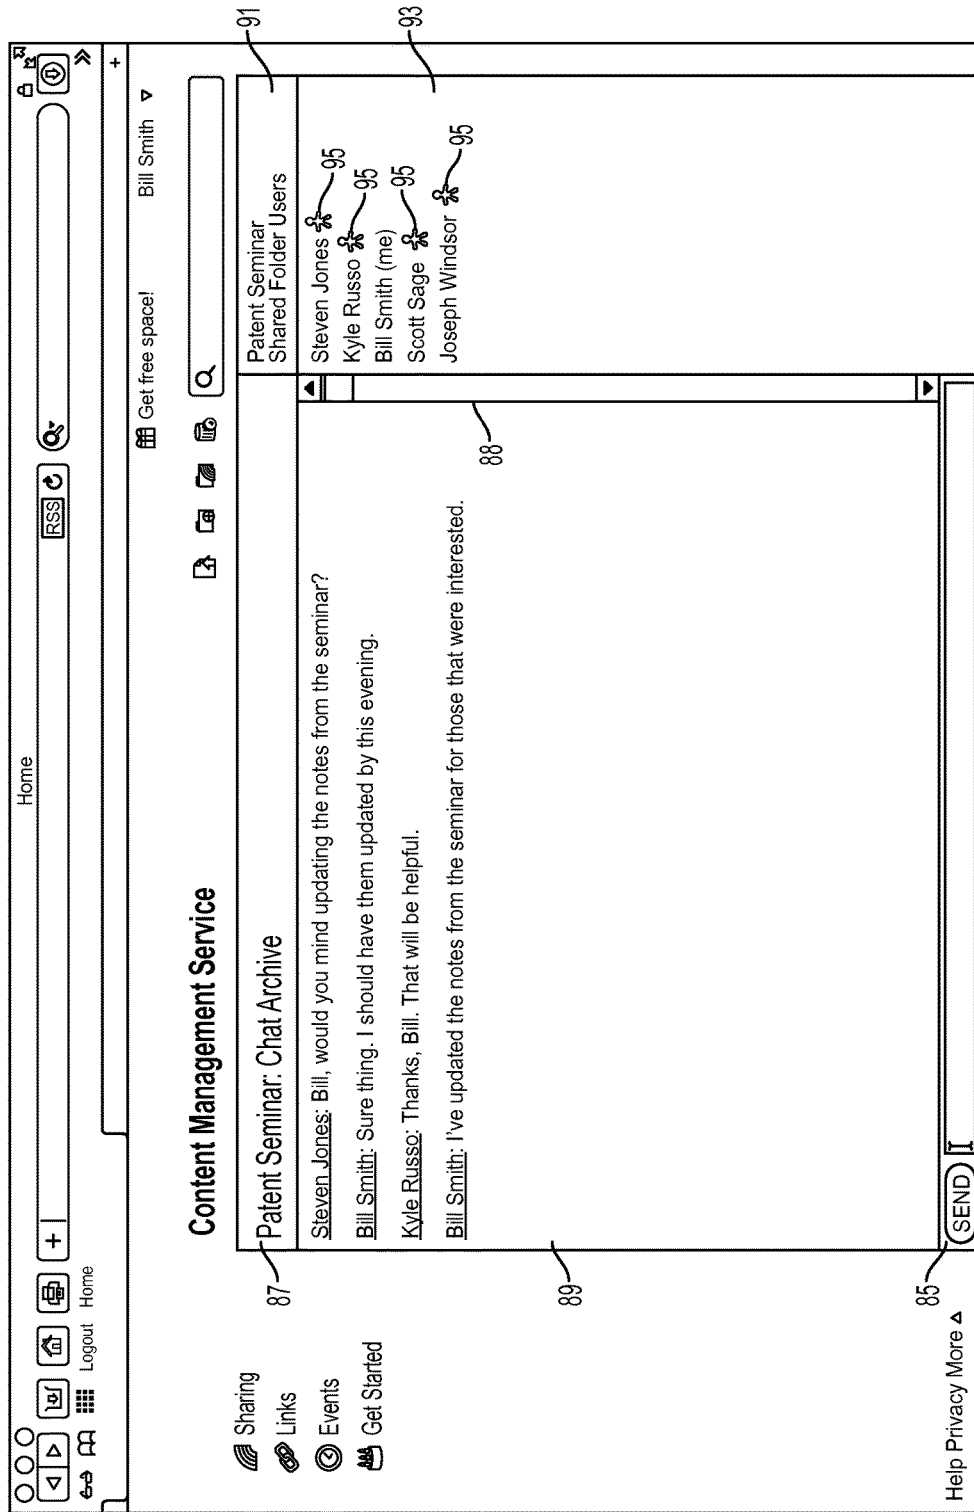 Home
RSS
Logout Home
+
Get free space!
Bill Smith
Content Management Service
Sharing
Links
Events
Get Started
87
Patent Seminar: Chat Archive
Steven Jones: Bill, would you mind updating the notes from the seminar?
Bill Smith: Sure thing. I should have them updated by this evening.
Kyle Russo: Thanks, Bill. That will be helpful.
Bill Smith: I've updated the notes from the seminar for those that were interested.
89
88
Patent Seminar
Shared Folder Users
91
Steven Jones 95
Kyle Russo 95
Bill Smith (me)
Scott Sage 95
Joseph Windsor 95
93
85
SEND
Help Privacy More